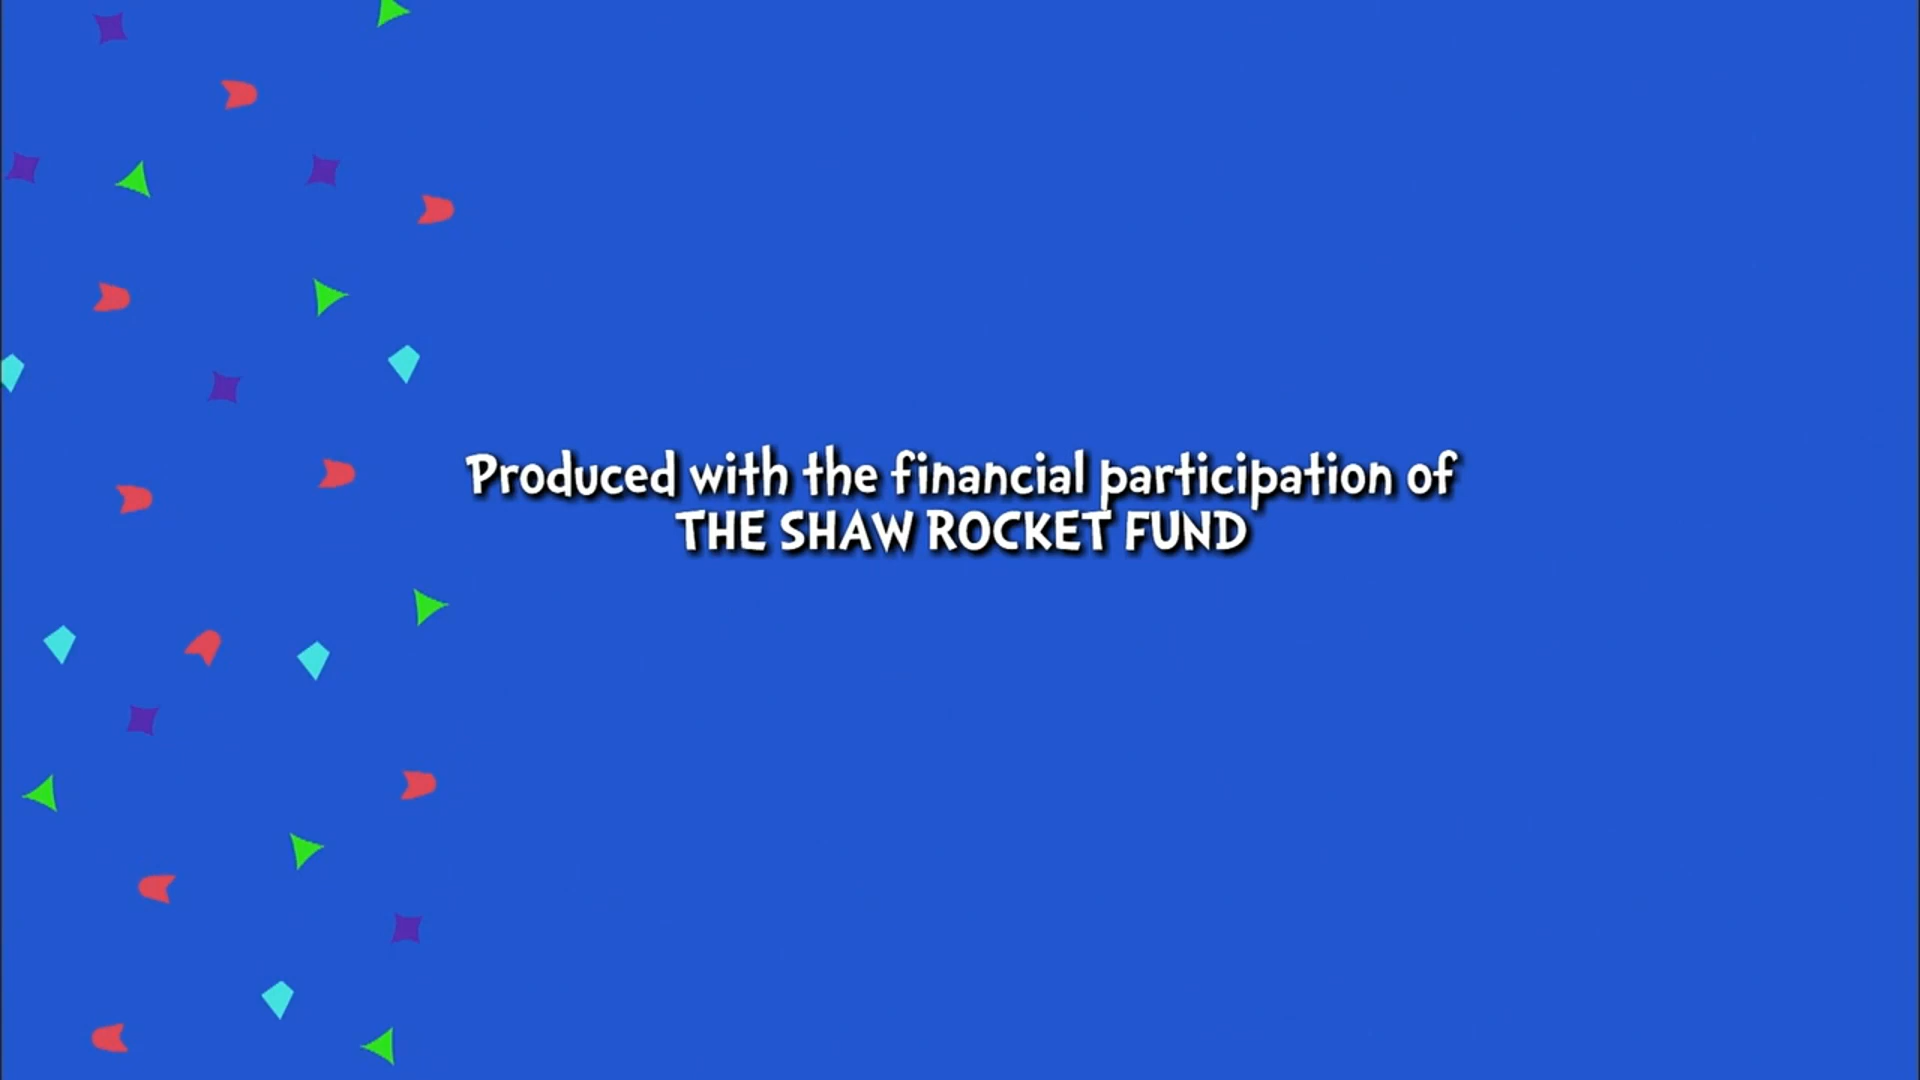 Produced with the financial participation of
THE SHAW ROCKET FUND